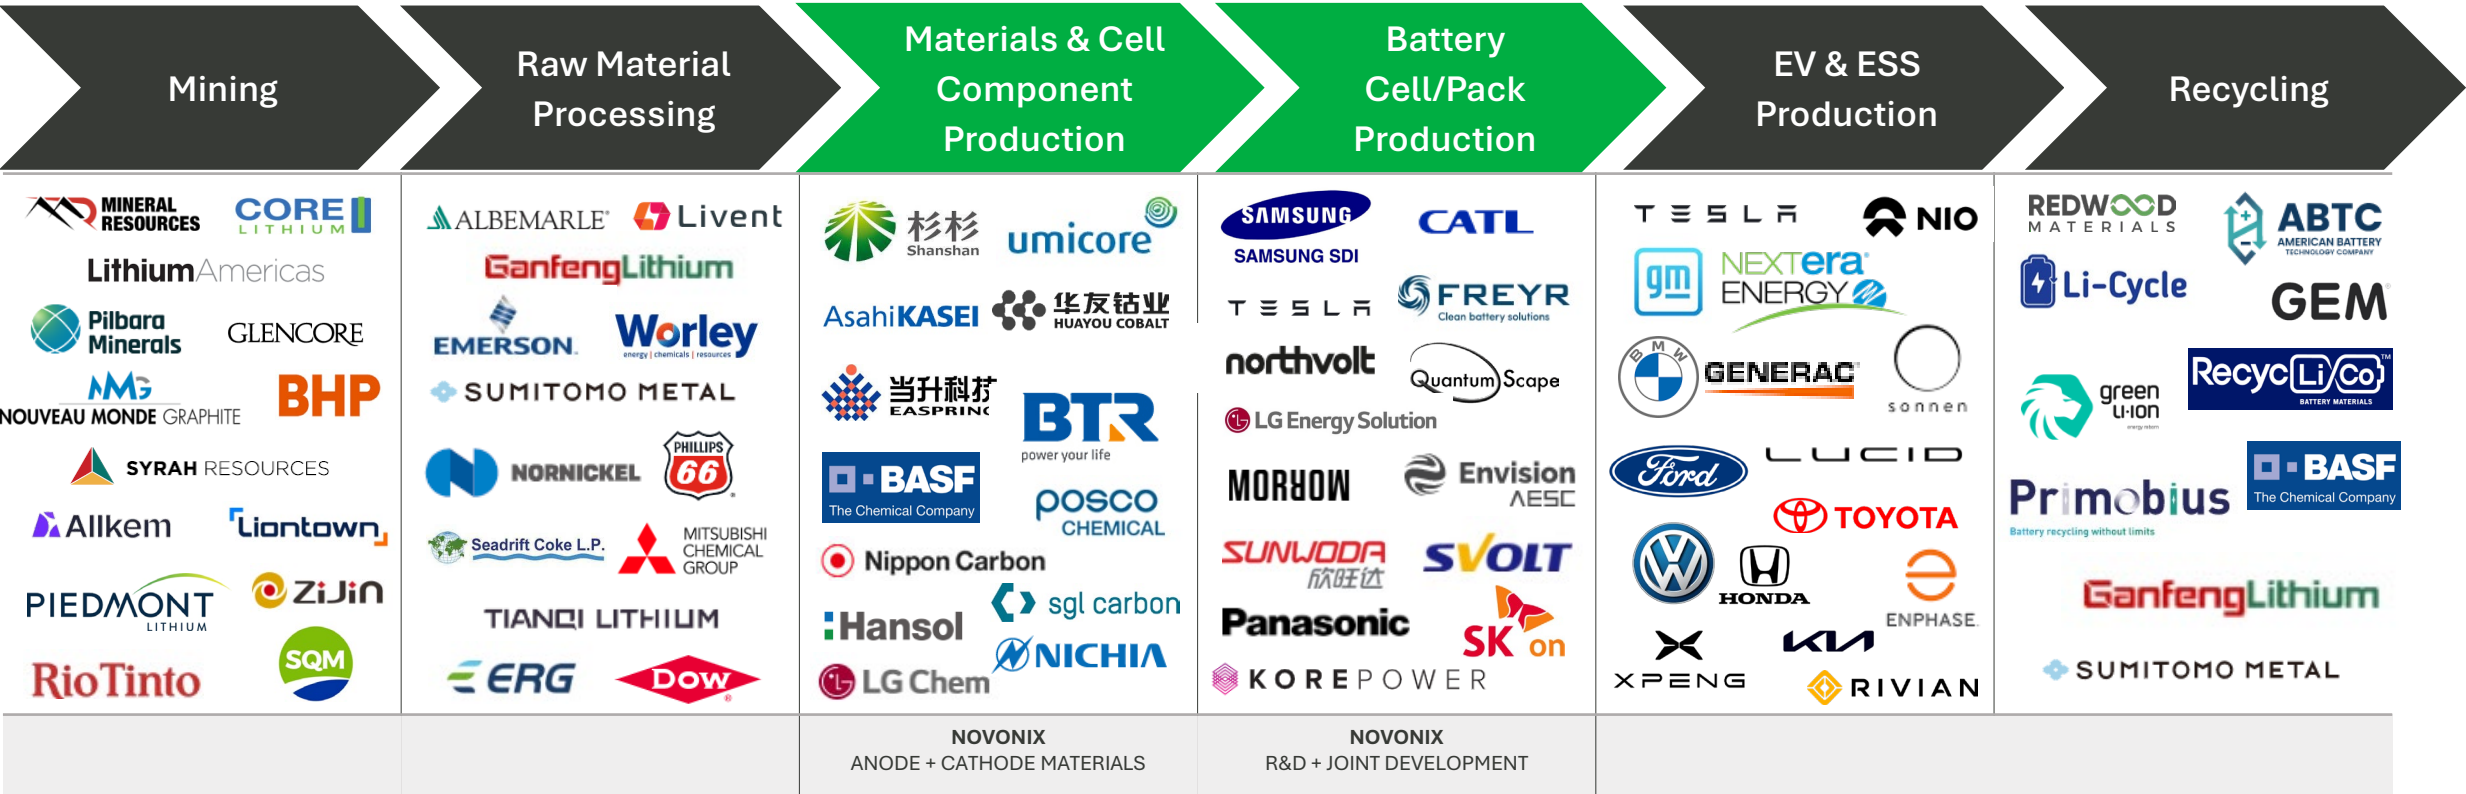 Mining
Raw Material
Processing
Materials & Cell
Component
Production
Battery
Cell/Pack
Production
EV & ESS
Production
Recycling
MINERAL
RESOURCES
CORE
LITHIUM
LithiumAmericas
Pilbara
Minerals
GLENCORE
NMG
NOUVEAU MONDE GRAPHITE
BHP
SYRAH RESOURCES
Allkem
Liontown
PIEDMONT
LITHIUM
ZiJin
RioTinto
SQM
ALBEMARLE®
Livent
GanfengLithium
EMERSON.
Worley
energy | chemicals | resources
SUMITOMO METAL
NORNICKEL
PHILLIPS
66
Seadrift Coke L.P.
MITSUBISHI
CHEMICAL
GROUP
TIANQI LITHIUM
ERG
DOW
®
杉杉
Shanshan
umicore
AsahiKASEI
华友钴业
HUAYOU COBALT
当升科技
EASPRING
BTR
power your life
BASF
The Chemical Company
POSCO
CHEMICAL
Nippon Carbon
sgl carbon
Hansol
NICHIA
LG Chem
SAMSUNG
SAMSUNG SDI
CATL
TESLA
FREYR
Clean battery solutions
northvolt
QuantumScape
LG Energy Solution
MORROW
Envision
AESC
SUNWODA
欣旺达
SVOLT
Panasonic
SK on
KOREPOWER
TESLA
NIO
gm
NEXTera®
ENERGY
BMW
GENERAC®
sonnen
Ford
LUCID
TOYOTA
VW
HONDA
ENPHASE.
XPENG
KIA
RIVIAN
REDWOOD
MATERIALS
ABTC
AMERICAN BATTERY
TECHNOLOGY COMPANY
Li-Cycle
GEM
green
li-ion
RecycLi/Co™
BATTERY MATERIALS
Primobius
Battery recycling without limits
BASF
The Chemical Company
GanfengLithium
SUMITOMO METAL
NOVONIX
ANODE + CATHODE MATERIALS
NOVONIX
R&D + JOINT DEVELOPMENT